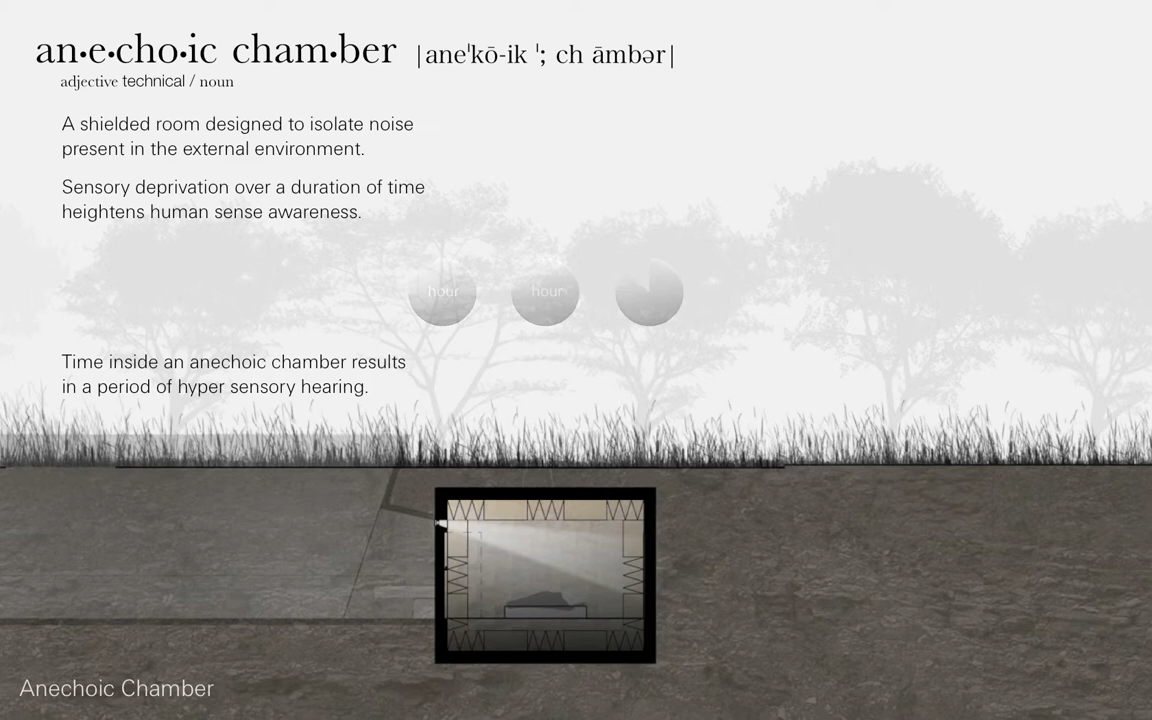 an•e•cho•ic cham•ber |ane'kō-ik '; ch āmbər|
adjective technical / noun
A shielded room designed to isolate noise
present in the external environment.
Sensory deprivation over a duration of time
heightens human sense awareness.
hour hour
Time inside an anechoic chamber results
in a period of hyper sensory hearing.
Anechoic Chamber